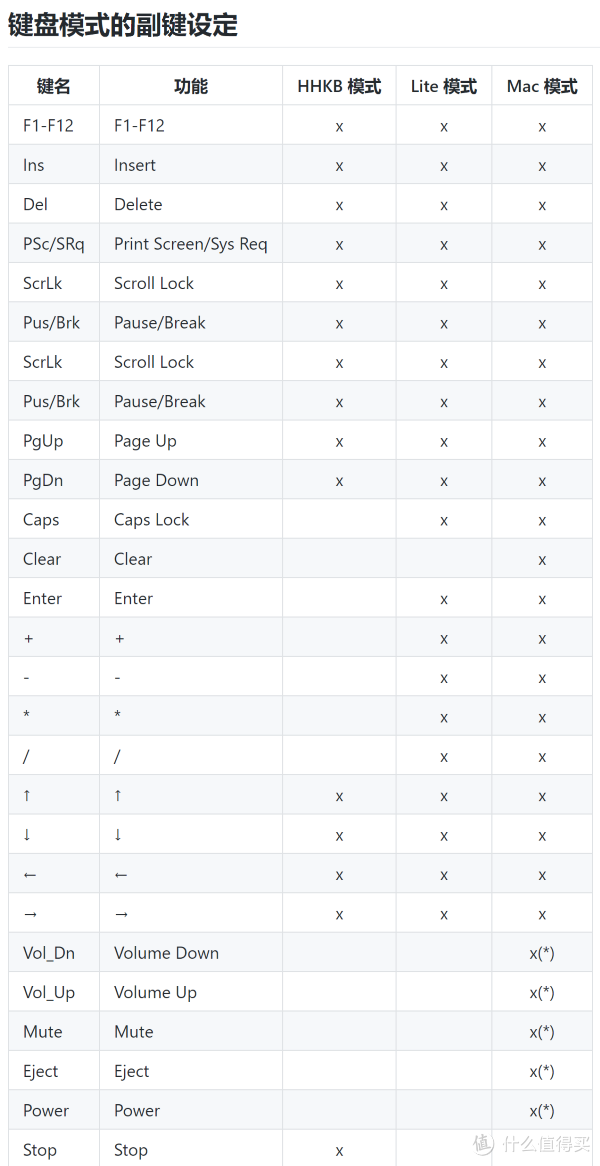 键盘模式的副键设定
键名 功能 HHKB 模式 Lite 模式 Mac 模式
F1-F12 F1-F12 x x x
Ins Insert x x x
Del Delete x x x
PSc/SRq Print Screen/Sys Req x x x
ScrLk Scroll Lock x x x
Pus/Brk Pause/Break x x x
ScrLk Scroll Lock x x x
Pus/Brk Pause/Break x x x
PgUp Page Up x x x
PgDn Page Down x x x
Caps Caps Lock x x
Clear Clear x
Enter Enter x x
+ + x x
- - x x
* * x x
/ / x x
↑ ↑ x x x
↓ ↓ x x x
← ← x x x
→ → x x x
Vol_Dn Volume Down x(*)
Vol_Up Volume Up x(*)
Mute Mute x(*)
Eject Eject x(*)
Power Power x(*)
Stop Stop x
值 什么值得买